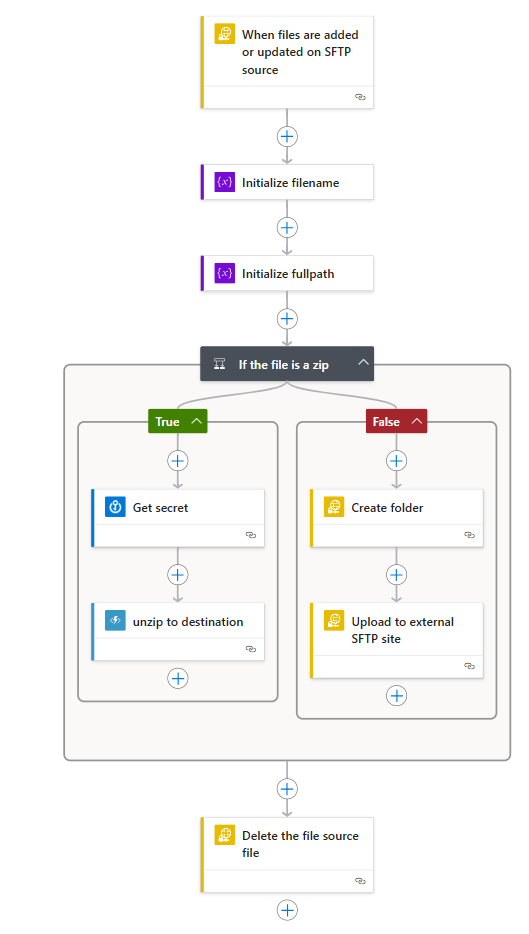 When files are added
or updated on SFTP
source
{x} Initialize filename
{x} Initialize fullpath
If the file is a zip
True
False
Get secret
Create folder
unzip to destination
Upload to external
SFTP site
Delete the file source
file